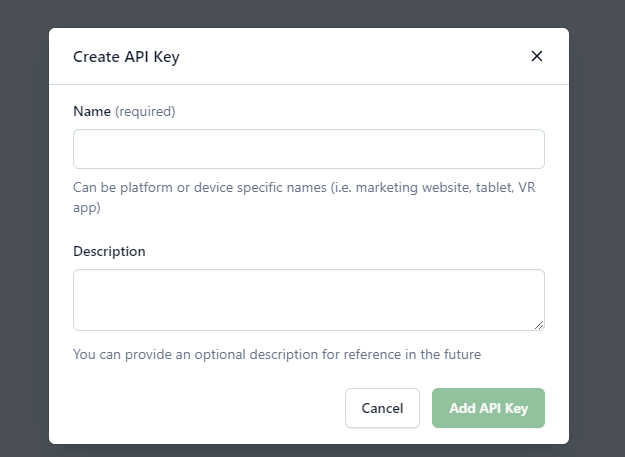 Create API Key
Name (required)
Can be platform or device specific names (i.e. marketing website, tablet, VR
app)
Description
You can provide an optional description for reference in the future
Cancel
Add API Key